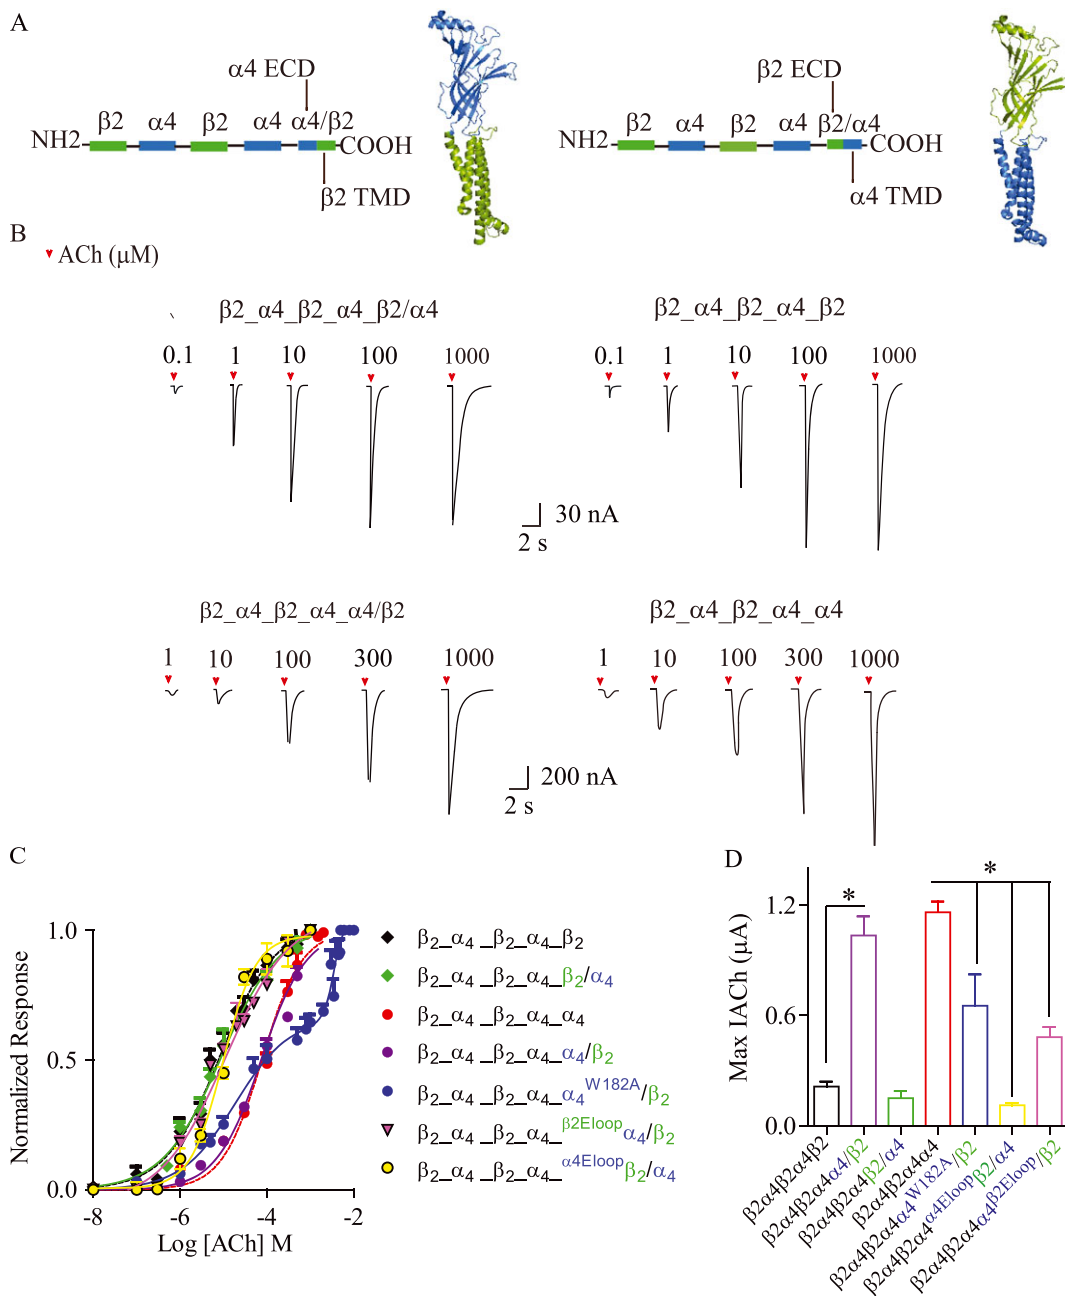 A
α4 ECD
β2 α4 β2 α4 α4/β2
NH2 COOH
β2 TMD
β2 ECD
β2 α4 β2 α4 β2/α4
NH2 COOH
α4 TMD
B
ACh (μM)
β2_α4_β2_α4_β2/α4
0.1 1 10 100 1000
β2_α4_β2_α4_β2
0.1 1 10 100 1000
30 nA
2 s
β2_α4_β2_α4_α4/β2
1 10 100 300 1000
β2_α4_β2_α4_α4
1 10 100 300 1000
200 nA
2 s
C
Normalized Response
1.0
0.5
0.0
-8 -6 -4 -2
Log [ACh] M
β2_α4_β2_α4_β2
β2_α4_β2_α4_β2/α4
β2_α4_β2_α4_α4
β2_α4_β2_α4_α4/β2
β2_α4_β2_α4_α4W182A/β2
β2_α4_β2_α4_β2Eloopα4/β2
β2_α4_β2_α4_α4Eloopβ2/α4
D
Max IACh (μA)
1.2
0.6
0.0
*
*
β2α4β2α4β2
β2α4β2α4α4/β2
β2α4β2α4β2/α4
β2α4β2α4α4
β2α4β2α4α4W182A/β2
β2α4β2α4α4Eloopβ2/α4
β2α4β2α4α4β2Eloop/β2